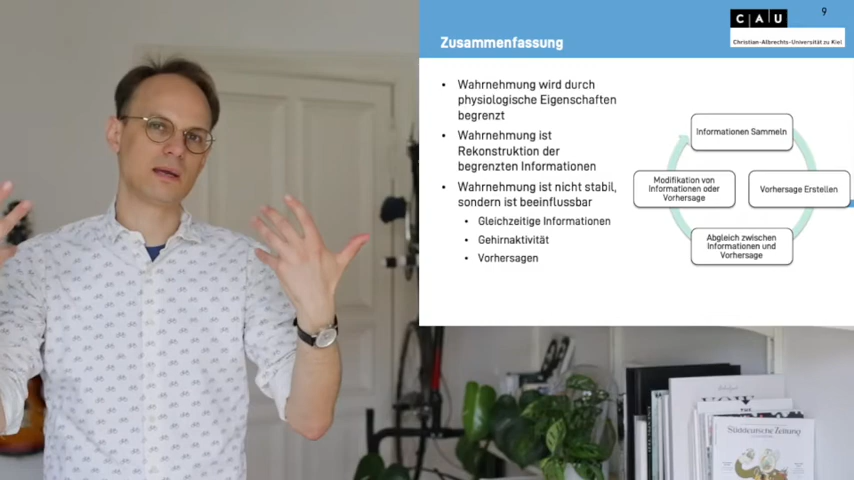 9
CAU
Christian-Albrechts-Universität zu Kiel
Zusammenfassung
• Wahrnehmung wird durch
physiologische Eigenschaften
begrenzt
• Wahrnehmung ist
Rekonstruktion der
begrenzten Informationen
• Wahrnehmung ist nicht stabil,
sondern ist beeinflussbar
• Gleichzeitige Informationen
• Gehirnaktivität
• Vorhersagen
Informationen Sammeln
Vorhersage Erstellen
Abgleich zwischen
Informationen und
Vorhersage
Modifikation von
Informationen oder
Vorhersage
Süddeutsche Zeitung